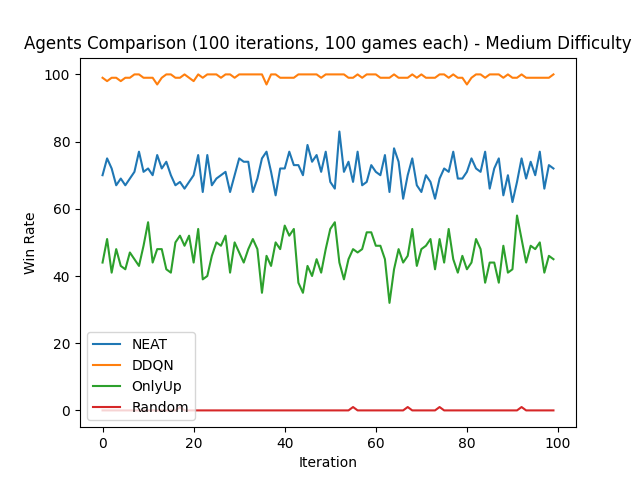 Agents Comparison (100 iterations, 100 games each) - Medium Difficulty
100
80
60
40
20
0
Win Rate
NEAT
DDQN
OnlyUp
Random
0 20 40 60 80 100
Iteration